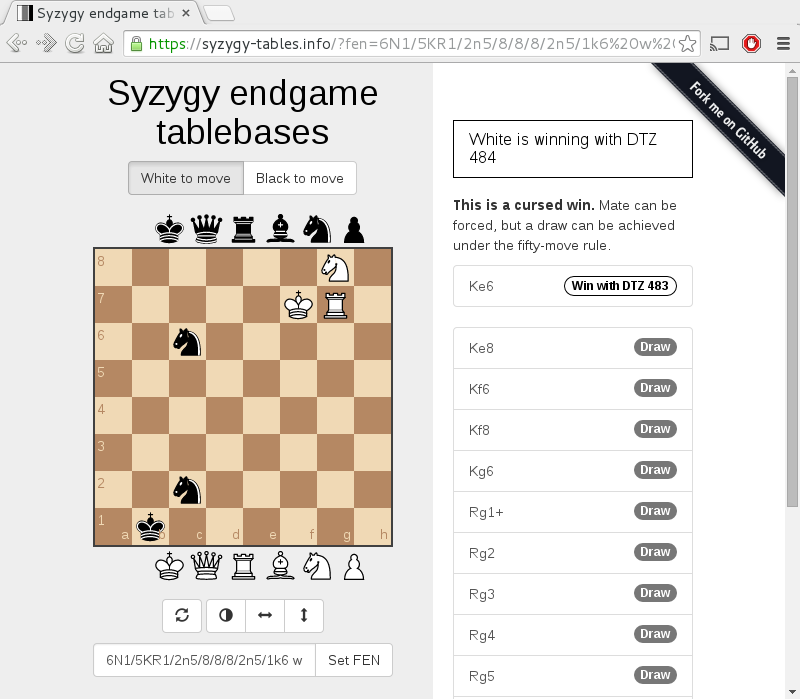 Syzygy endgame tab
https://syzygy-tables.info/?fen=6N1/5KR1/2n5/8/8/8/2n5/1k6%20w%20
Syzygy endgame
tablebases
White to move
Black to move
8
7
6
5
4
3
2
1
a
b
c
d
e
f
g
h
6N1/5KR1/2n5/8/8/8/2n5/1k6 w
Set FEN
Fork me on GitHub
White is winning with DTZ
484
This is a cursed win. Mate can be
forced, but a draw can be achieved
under the fifty-move rule.
Ke6 Win with DTZ 483
Ke8 Draw
Kf6 Draw
Kf8 Draw
Kg6 Draw
Rg1+ Draw
Rg2 Draw
Rg3 Draw
Rg4 Draw
Rg5 Draw